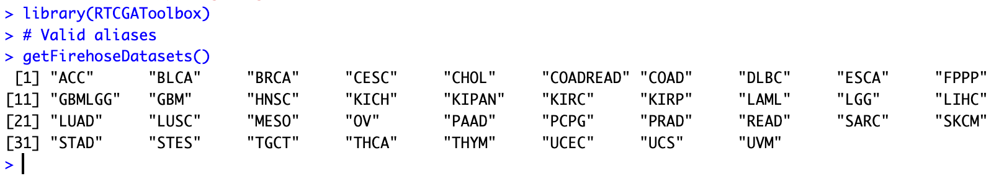 > library(RTCGAToolbox)
> # Valid aliases
> getFirehoseDatasets()
[1] "ACC" "BLCA" "BRCA" "CESC" "CHOL" "COADREAD" "COAD" "DLBC" "ESCA" "FPPP"
[11] "GBMLGG" "GBM" "HNSC" "KICH" "KIPAN" "KIRC" "KIRP" "LAML" "LGG" "LIHC"
[21] "LUAD" "LUSC" "MESO" "OV" "PAAD" "PCPG" "PRAD" "READ" "SARC" "SKCM"
[31] "STAD" "STES" "TGCT" "THCA" "THYM" "UCEC" "UCS" "UVM"
>